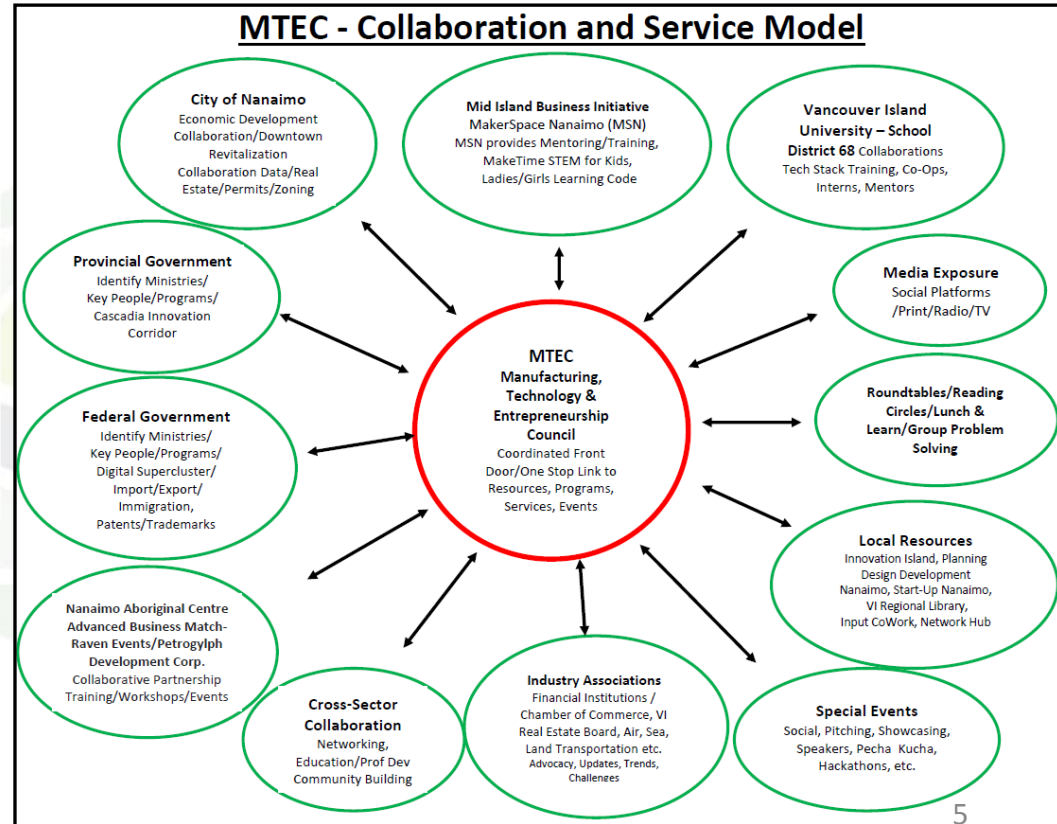 MTEC - Collaboration and Service Model
City of Nanaimo
Economic Development
Collaboration/Downtown
Revitalization
Collaboration Data/Real
Estate/Permits/Zoning
Mid Island Business Initiative
MakerSpace Nanaimo (MSN)
MSN provides Mentoring/Training,
MakeTime STEM for Kids,
Ladies/Girls Learning Code
Vancouver Island
University – School
District 68 Collaborations
Tech Stack Training, Co-Ops,
Interns, Mentors
Provincial Government
Identify Ministries/
Key People/Programs/
Cascadia Innovation
Corridor
Media Exposure
Social Platforms
/Print/Radio/TV
MTEC
Manufacturing,
Technology &
Entrepreneurship
Council
Coordinated Front
Door/One Stop Link to
Resources, Programs,
Services, Events
Roundtables/Reading
Circles/Lunch &
Learn/Group Problem
Solving
Federal Government
Identify Ministries/
Key People/Programs/
Digital Supercluster/
Import/Export/
Immigration,
Patents/Trademarks
Local Resources
Innovation Island, Planning
Design Development
Nanaimo, Start-Up Nanaimo,
VI Regional Library,
Input CoWork, Network Hub
Nanaimo Aboriginal Centre
Advanced Business Match-
Raven Events/Petrogylph
Development Corp.
Collaborative Partnership
Training/Workshops/Events
Cross-Sector
Collaboration
Networking,
Education/Prof Dev
Community Building
Industry Associations
Financial Institutions /
Chamber of Commerce, VI
Real Estate Board, Air, Sea,
Land Transportation etc.
Advocacy, Updates, Trends,
Challenges
Special Events
Social, Pitching, Showcasing,
Speakers, Pecha Kucha,
Hackathons, etc.
5